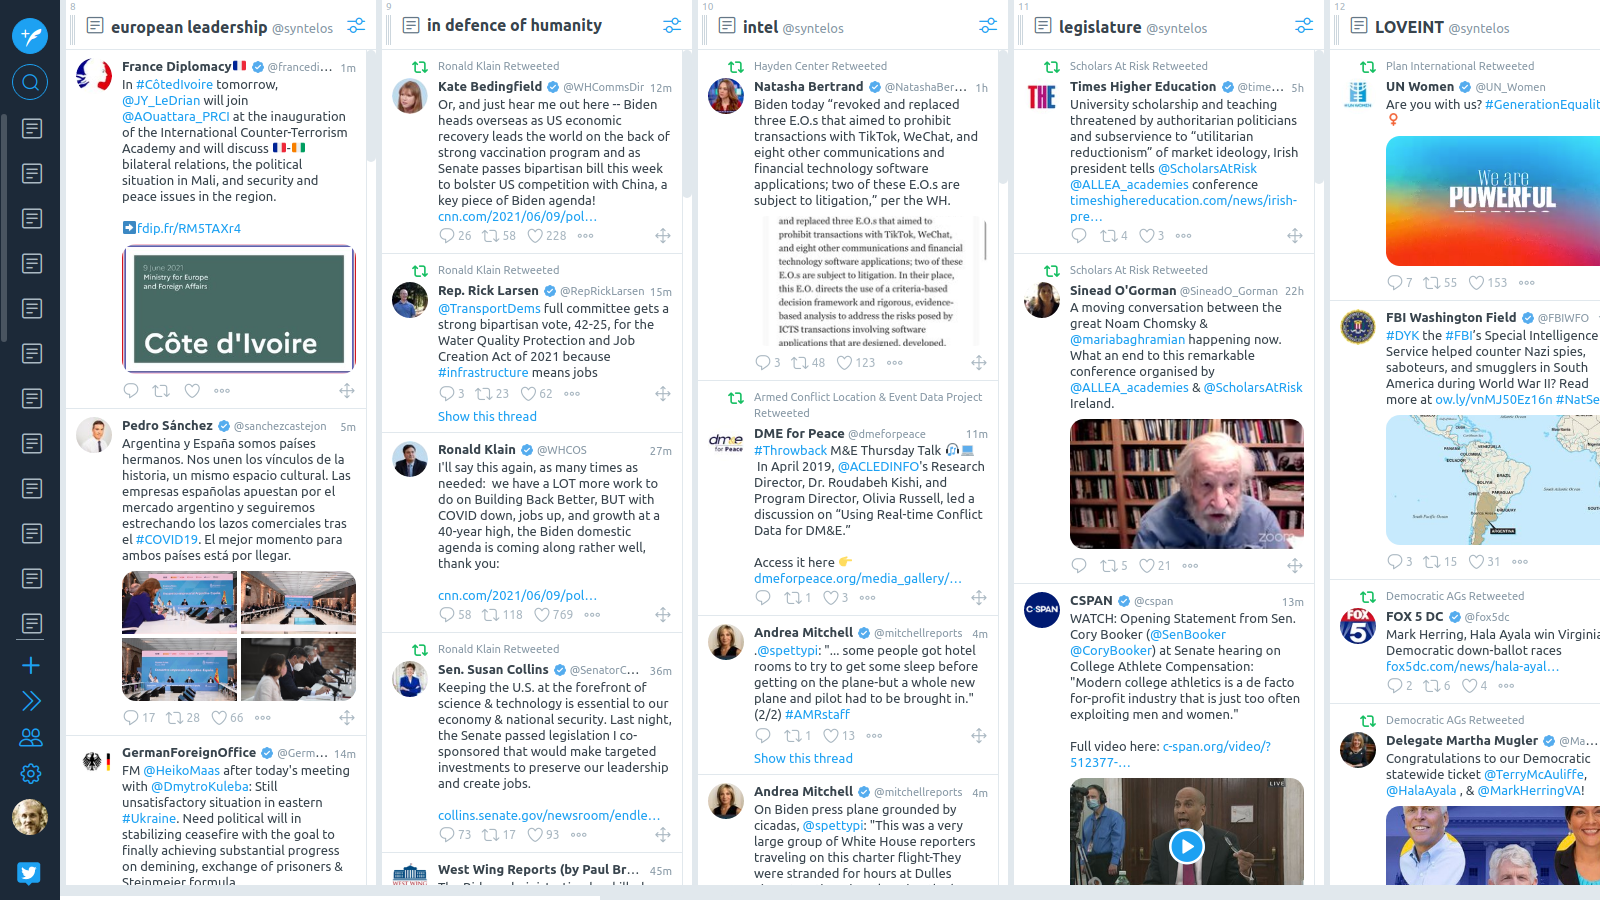 8
european leadership @syntelos
France Diplomacy🇫🇷 @francedi... 1m
In #CôtedIvoire tomorrow,
@JY_LeDrian will join
@AOuattara_PRCI at the inauguration
of the International Counter-Terrorism
Academy and will discuss 🇫🇷-🇨🇮
bilateral relations, the political
situation in Mali, and security and
peace issues in the region.
➡fdip.fr/RM5TAXr4
9 June 2021
Ministry for Europe
and Foreign Affairs
Côte d'Ivoire
Pedro Sánchez @sanchezcastejon 5m
Argentina y España somos países
hermanos. Nos unen los vínculos de la
historia, un mismo espacio cultural. Las
empresas españolas apuestan por el
mercado argentino y seguiremos
estrechando los lazos comerciales tras
el #COVID19. El mejor momento para
ambos países está por llegar.
17 28 66
GermanForeignOffice @Germ... 14m
FM @HeikoMaas after today's meeting
with @DmytroKuleba: Still
unsatisfactory situation in eastern
#Ukraine. Need political will in
stabilizing ceasefire with the goal to
finally achieving substantial progress
on demining, exchange of prisoners &
Steinmeier formula.
9
in defence of humanity
Ronald Klain Retweeted
Kate Bedingfield @WHCommsDir 12m
Or, and just hear me out here -- Biden
heads overseas as US economic
recovery leads the world on the back of
strong vaccination program and as
Senate passes bipartisan bill this week
to bolster US competition with China, a
key piece of Biden agenda!
cnn.com/2021/06/09/pol...
26 58 228
Ronald Klain Retweeted
Rep. Rick Larsen @RepRickLarsen 15m
@TransportDems full committee gets a
strong bipartisan vote, 42-25, for the
Water Quality Protection and Job
Creation Act of 2021 because
#infrastructure means jobs
3 23 62
Show this thread
Ronald Klain @WHCOS 27m
I'll say this again, as many times as
needed: we have a LOT more work to
do on Building Back Better, BUT with
COVID down, jobs up, and growth at a
40-year high, the Biden domestic
agenda is coming along rather well,
thank you:
cnn.com/2021/06/09/pol...
58 118 769
Ronald Klain Retweeted
Sen. Susan Collins @SenatorC... 36m
Keeping the U.S. at the forefront of
science & technology is essential to our
economy & national security. Last night,
the Senate passed legislation I co-
sponsored that would make targeted
investments to preserve our leadership
and create jobs.
collins.senate.gov/newsroom/endle...
73 17 93
West Wing Reports (by Paul Br... 45m
WEST WING
10
intel @syntelos
Hayden Center Retweeted
Natasha Bertrand @NatashaBer... 1h
Biden today “revoked and replaced
three E.O.s that aimed to prohibit
transactions with TikTok, WeChat, and
eight other communications and
financial technology software
applications; two of these E.O.s are
subject to litigation,” per the WH.
and replaced three E.O.s that aimed to
prohibit transactions with TikTok, WeChat,
and eight other communications and financial
technology software applications; two of these
E.O.s are subject to litigation. In their place,
this E.O. directs the use of a criteria-based
decision framework and rigorous, evidence-
based analysis to address the risks posed by
ICTS transactions involving software
applications that are designed, developed,
3 48 123
Armed Conflict Location & Event Data Project
Retweeted
dm&e
for Peace
DME for Peace @dmeforpeace 11m
#Throwback M&E Thursday Talk 🎧💻
In April 2019, @ACLEDINFO's Research
Director, Dr. Roudabeh Kishi, and
Program Director, Olivia Russell, led a
discussion on “Using Real-time Conflict
Data for DM&E.”
Access it here 👉
dmeforpeace.org/media_gallery/...
1 3
Andrea Mitchell @mitchellreports 4m
.@spettypi: "... some people got hotel
rooms to try to get some sleep before
getting on the plane-but a whole new
plane and pilot had to be brought in."
(2/2) #AMRstaff
1 13
Show this thread
Andrea Mitchell @mitchellreports 4m
On Biden press plane grounded by
cicadas, @spettypi: "This was a very
large group of White House reporters
traveling on this charter flight-They
were stranded for hours at Dulles
11
legislature @syntelos
Scholars At Risk Retweeted
THE
Times Higher Education @time... 5h
University scholarship and teaching
threatened by authoritarian politicians
and subservience to “utilitarian
reductionism” of market ideology, Irish
president tells @ScholarsAtRisk
@ALLEA_academies conference
timeshighereducation.com/news/irish-
pre...
4 3
Scholars At Risk Retweeted
Sinead O'Gorman @SineadO_Gorman 22h
A moving conversation between the
great Noam Chomsky &
@mariabaghramian happening now.
What an end to this remarkable
conference organised by
@ALLEA_academies & @ScholarsAtRisk
Ireland.
zoom
5 21
C-SPAN
CSPAN @cspan 13m
WATCH: Opening Statement from Sen.
Cory Booker (@SenBooker
@CoryBooker) at Senate hearing on
College Athlete Compensation:
"Modern college athletics is a de facto
for-profit industry that is just too often
exploiting men and women."
Full video here: c-span.org/video/?
512377-...
LIVE
12
LOVEINT @syntelos
Plan International Retweeted
UN WOMEN
UN Women @UN_Women
Are you with us? #GenerationEqualit
♀
We are
POWERFUL
7 55 153
FBI Washington Field @FBIWFO
#DYK the #FBI's Special Intelligence
Service helped counter Nazi spies,
saboteurs, and smugglers in South
America during World War II? Read
more at ow.ly/vnMJ50Ez16n #NatSe
VENEZUELA
COLOMBIA
ECUADOR
PERU
BRAZIL
BOLIVIA
PARAGUAY
CHILE
URUGUAY
ARGENTINA
3 15 31
Democratic AGs Retweeted
FOX
5
FOX 5 DC @fox5dc
Mark Herring, Hala Ayala win Virginia
Democratic down-ballot races
fox5dc.com/news/hala-ayal...
2 6 4
Democratic AGs Retweeted
Delegate Martha Mugler @Ma...
Congratulations to our Democratic
statewide ticket @TerryMcAuliffe,
@HalaAyala , & @MarkHerringVA!